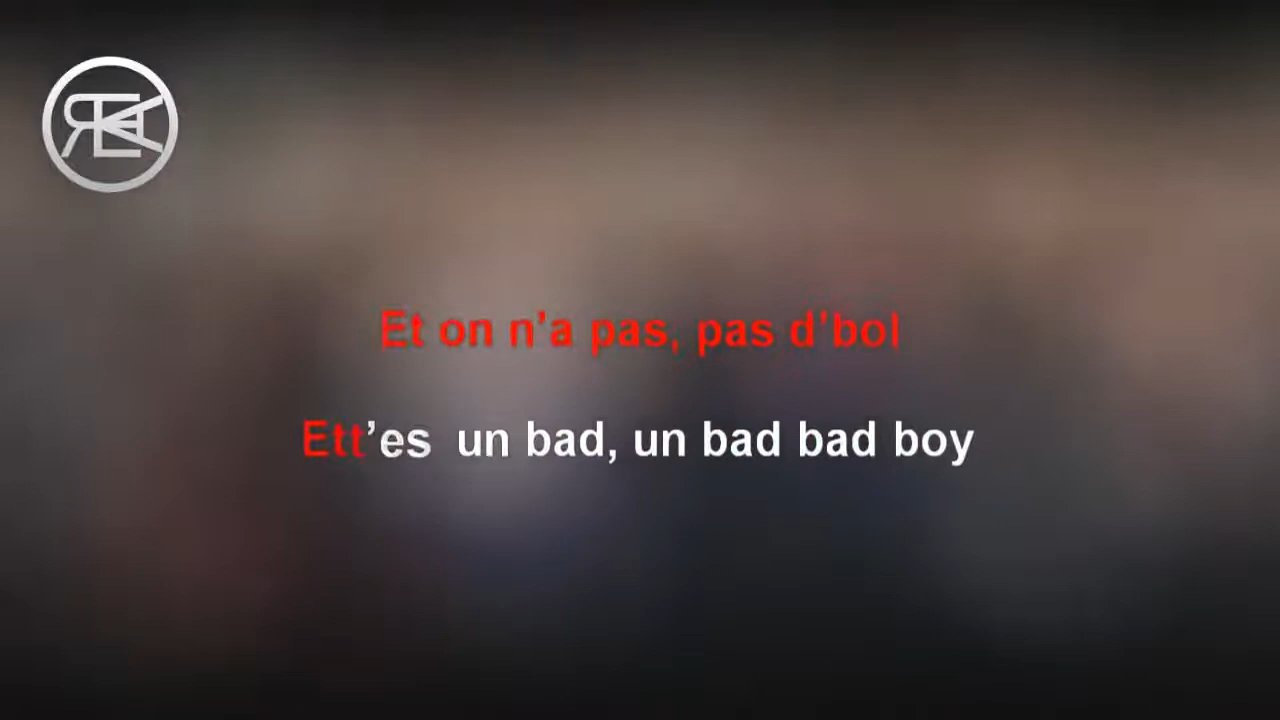 Et on n’a pas, pas d’bol
Ett’es un bad, un bad bad boy